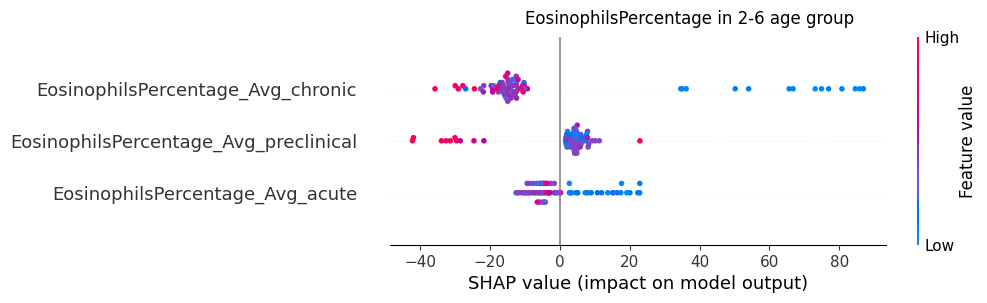 EosinophilsPercentage in 2-6 age group
High
EosinophilsPercentage_Avg_chronic
EosinophilsPercentage_Avg_preclinical
EosinophilsPercentage_Avg_acute
Feature value
Low
−40 −20 0 20 40 60 80
SHAP value (impact on model output)